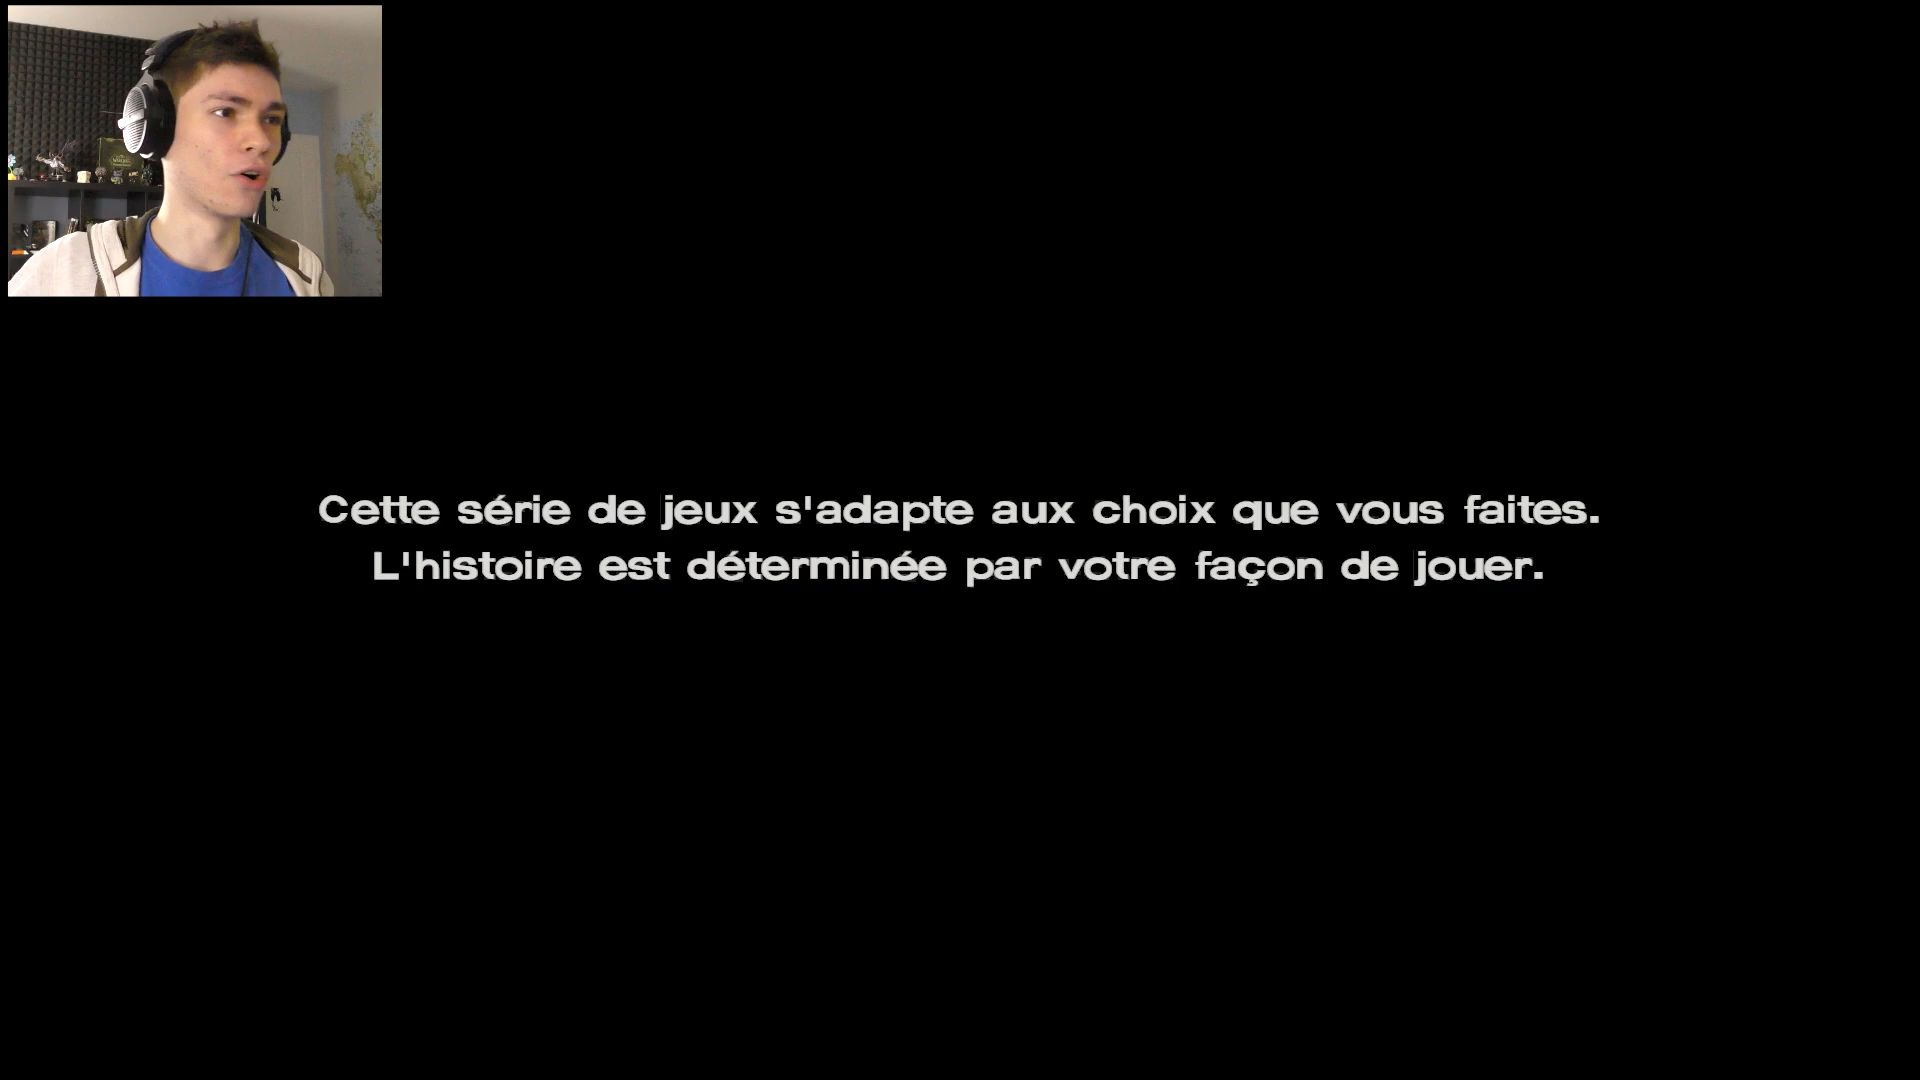 Cette série de jeux s'adapte aux choix que vous faites.
L'histoire est déterminée par votre façon de jouer.